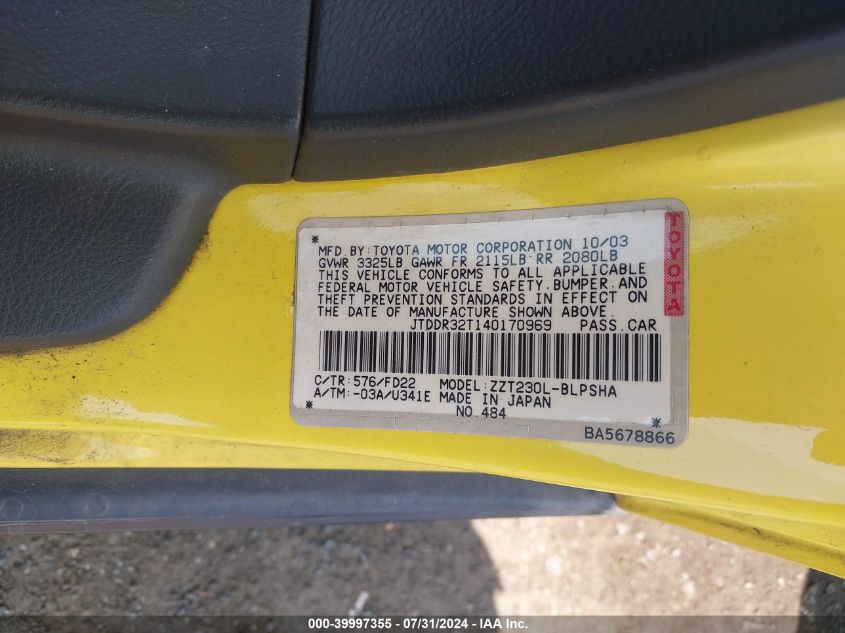 MFD.BY:TOYOTA MOTOR CORPORATION 10/03
GVWR 3325LB GAWR FR 2115LB RR 2080LB
THIS VEHICLE CONFORMS TO ALL APPLICABLE
FEDERAL MOTOR VEHICLE SAFETY,BUMPER,AND
THEFT PREVENTION STANDARDS IN EFFECT ON
THE DATE OF MANUFACTURE SHOWN ABOVE.
JTDDR32T140170969 PASS.CAR
TOYOTA
C/TR:576/FD22 MODEL:ZZT230L-BLPSHA
A/TM:-03A/U341E MADE IN JAPAN
NO.484
BA5678866
000-39997355 - 07/31/2024 - IAA Inc.